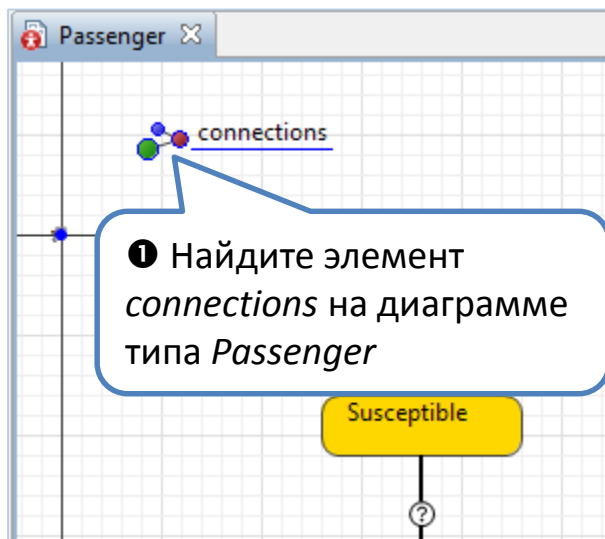 Passenger
connections
❶ Найдите элемент
connections на диаграмме
типа Passenger
Susceptible
?